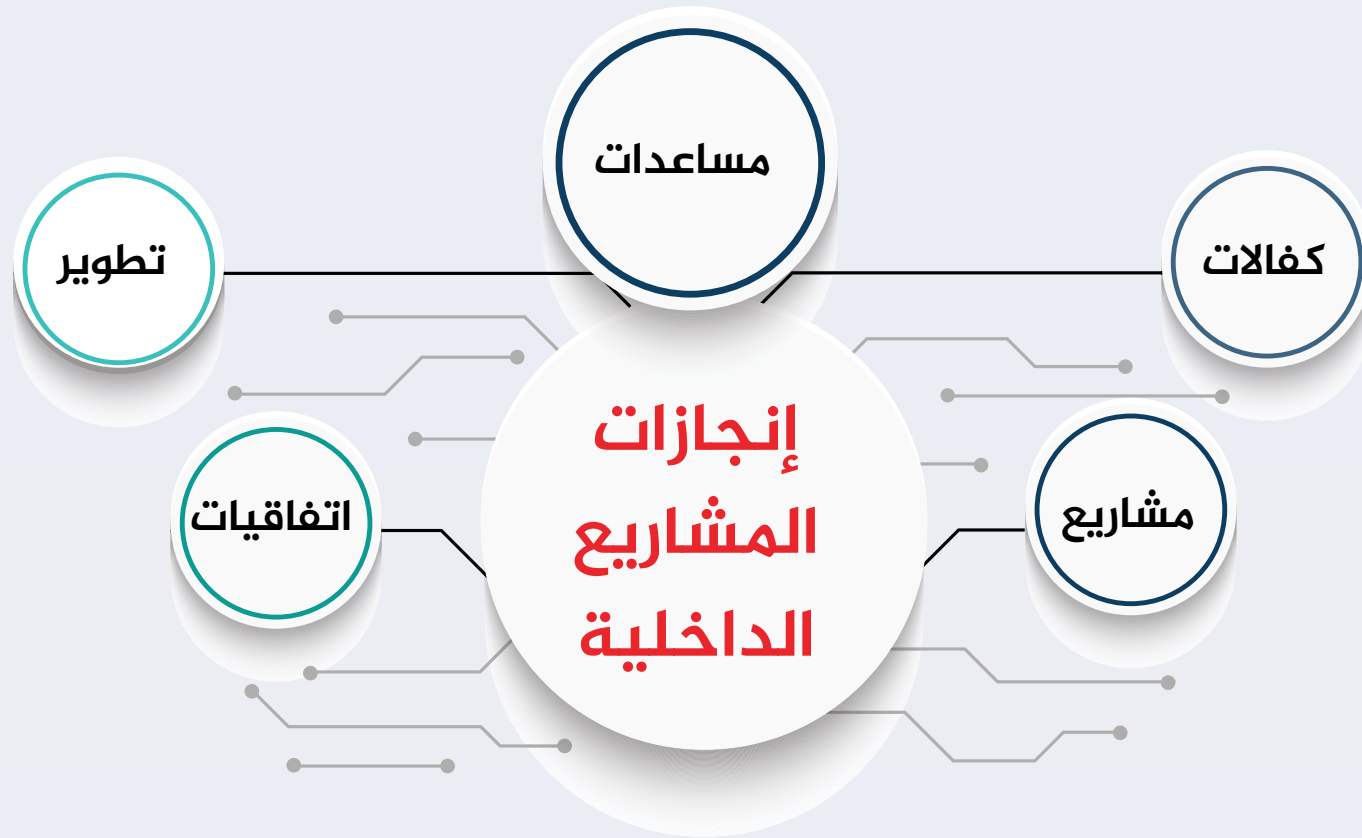 مساعدات
كفالات
تطوير
إنجازات
المشاريع
الداخلية
مشاريع
اتفاقيات